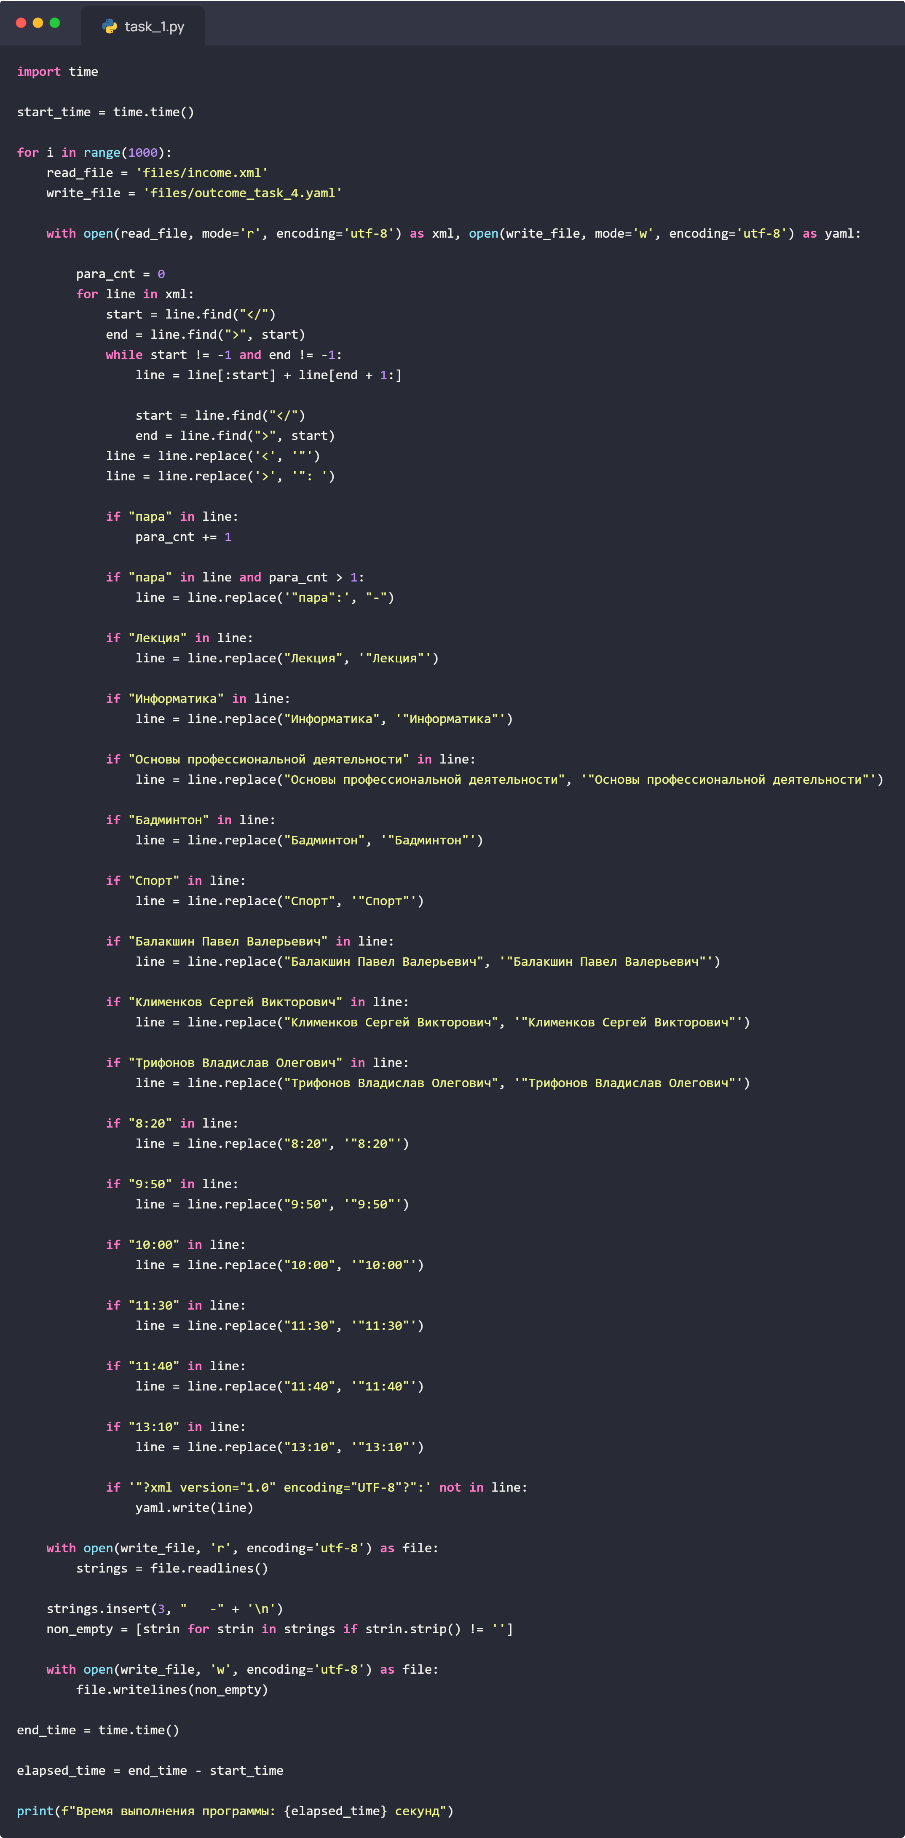 task_1.py
import time
start_time = time.time()
for i in range(1000):
    read_file = 'files/income.xml'
    write_file = 'files/outcome_task_4.yaml'
    with open(read_file, mode='r', encoding='utf-8') as xml, open(write_file, mode='w', encoding='utf-8') as yaml:
        para_cnt = 0
        for line in xml:
            start = line.find("</")
            end = line.find(">", start)
            while start != -1 and end != -1:
                line = line[:start] + line[end + 1:]
                start = line.find("</")
                end = line.find(">", start)
            line = line.replace('<', '"')
            line = line.replace('>', '": ')
            if "пара" in line:
                para_cnt += 1
            if "пара" in line and para_cnt > 1:
                line = line.replace('"пара":', "-")
            if "Лекция" in line:
                line = line.replace("Лекция", '"Лекция"')
            if "Информатика" in line:
                line = line.replace("Информатика", '"Информатика"')
            if "Основы профессиональной деятельности" in line:
                line = line.replace("Основы профессиональной деятельности", '"Основы профессиональной деятельности"')
            if "Бадминтон" in line:
                line = line.replace("Бадминтон", '"Бадминтон"')
            if "Спорт" in line:
                line = line.replace("Спорт", '"Спорт"')
            if "Балакшин Павел Валерьевич" in line:
                line = line.replace("Балакшин Павел Валерьевич", '"Балакшин Павел Валерьевич"')
            if "Клименков Сергей Викторович" in line:
                line = line.replace("Клименков Сергей Викторович", '"Клименков Сергей Викторович"')
            if "Трифонов Владислав Олегович" in line:
                line = line.replace("Трифонов Владислав Олегович", '"Трифонов Владислав Олегович"')
            if "8:20" in line:
                line = line.replace("8:20", '"8:20"')
            if "9:50" in line:
                line = line.replace("9:50", '"9:50"')
            if "10:00" in line:
                line = line.replace("10:00", '"10:00"')
            if "11:30" in line:
                line = line.replace("11:30", '"11:30"')
            if "11:40" in line:
                line = line.replace("11:40", '"11:40"')
            if "13:10" in line:
                line = line.replace("13:10", '"13:10"')
            if '"?xml version="1.0" encoding="UTF-8"?":' not in line:
                yaml.write(line)
    with open(write_file, 'r', encoding='utf-8') as file:
        strings = file.readlines()
    strings.insert(3, "   -" + '\n')
    non_empty = [strin for strin in strings if strin.strip() != '']
    with open(write_file, 'w', encoding='utf-8') as file:
        file.writelines(non_empty)
end_time = time.time()
elapsed_time = end_time - start_time
print(f"Время выполнения программы: {elapsed_time} секунд")